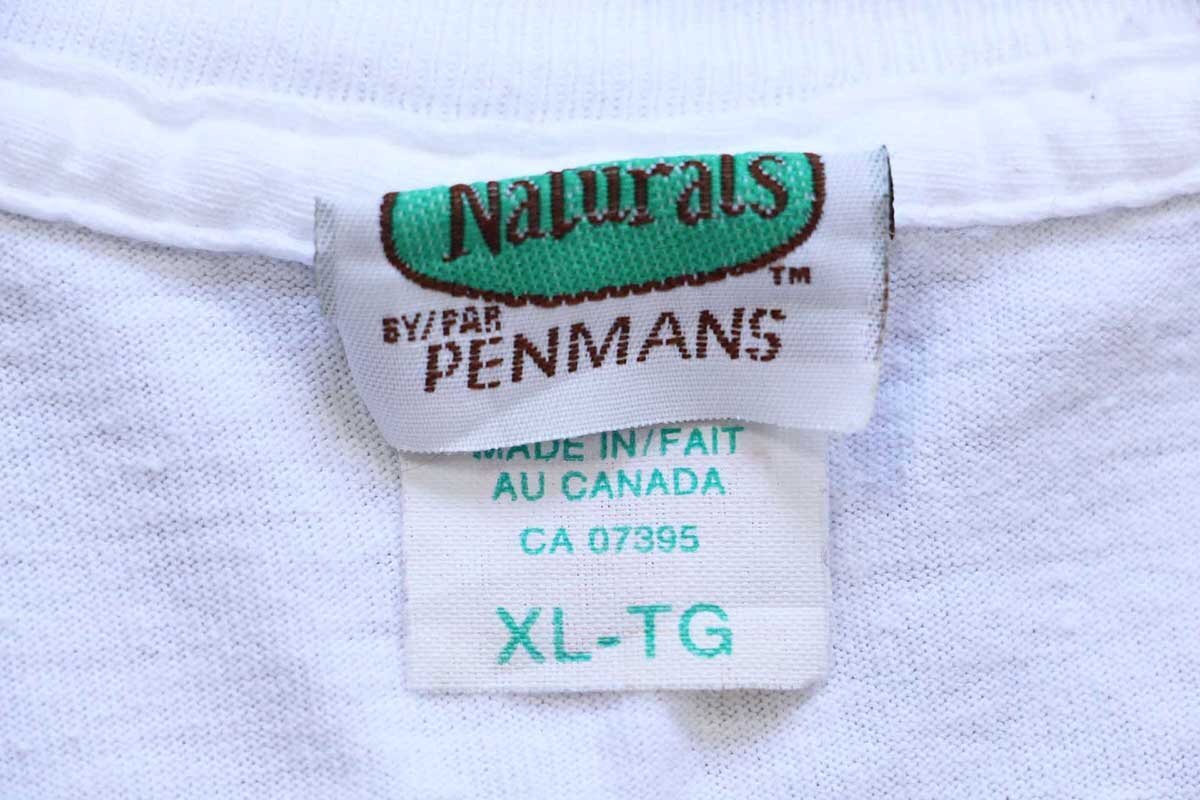 Naturals
TM
BY/PAR
PENMANS
MADE IN/FAIT
AU CANADA
CA 07395
XL-TG